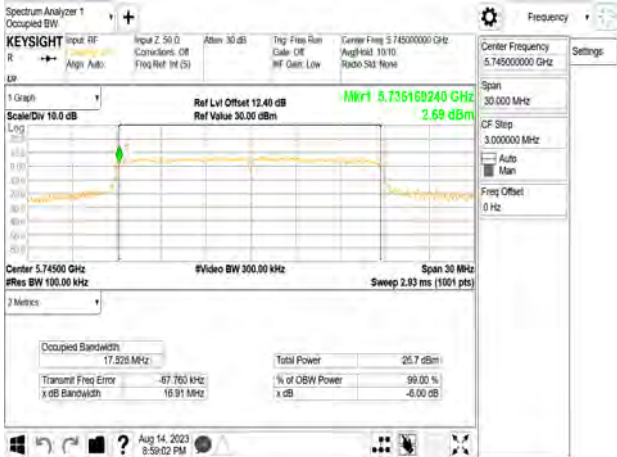 Spectrum Analyzer 1
Occupied BW
+
Frequency
KEYSIGHT Input: RF
R
Align: Auto
Input Z: 50 Ω
Corrections: Off
Freq Ref: Int (S)
Atten: 30 dB
Trig: Free Run
Gate: Off
#IF Gain: Low
Center Freq: 5.745000000 GHz
Avg|Hold: 10/10
Radio Std: None
Center Frequency
5.745000000 GHz
Settings
Span
30.000 MHz
CF Step
3.000000 MHz
Auto
Man
Freq Offset
0 Hz
1 Graph
Scale/Div 10.0 dB
Log
Ref Lvl Offset 12.40 dB
Ref Value 30.00 dBm
Mkr1 5.736169240 GHz
2.69 dBm
Center 5.74500 GHz
#Res BW 100.00 kHz
#Video BW 300.00 kHz
Span 30 MHz
Sweep 2.93 ms (1001 pts)
2 Metrics
Occupied Bandwidth
17.526 MHz
Total Power
26.7 dBm
Transmit Freq Error
-67.760 kHz
% of OBW Power
99.00 %
x dB Bandwidth
16.91 MHz
x dB
-6.00 dB
?
Aug 14, 2023
8:59:02 PM